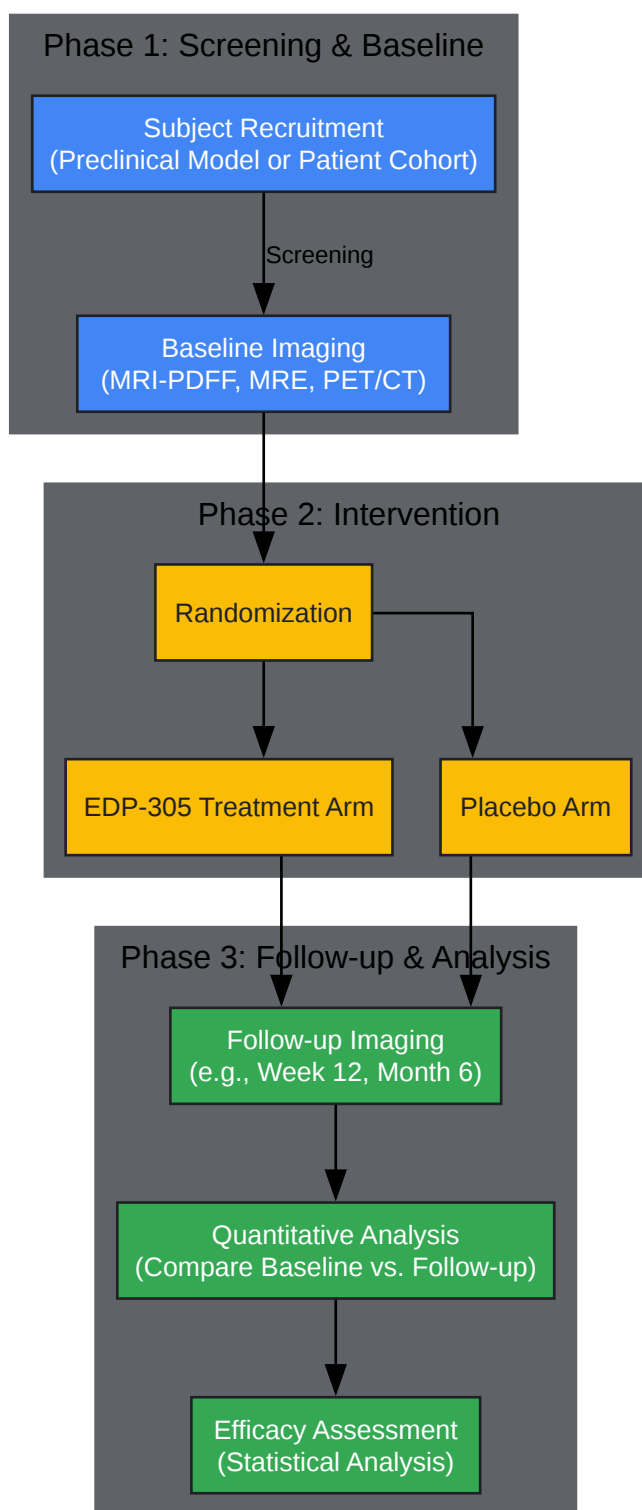 Phase 1: Screening & Baseline
Subject Recruitment
(Preclinical Model or Patient Cohort)
Screening
Baseline Imaging
(MRI-PDFF, MRE, PET/CT)
Phase 2: Intervention
Randomization
EDP-305 Treatment Arm
Placebo Arm
Phase 3: Follow-up & Analysis
Follow-up Imaging
(e.g., Week 12, Month 6)
Quantitative Analysis
(Compare Baseline vs. Follow-up)
Efficacy Assessment
(Statistical Analysis)